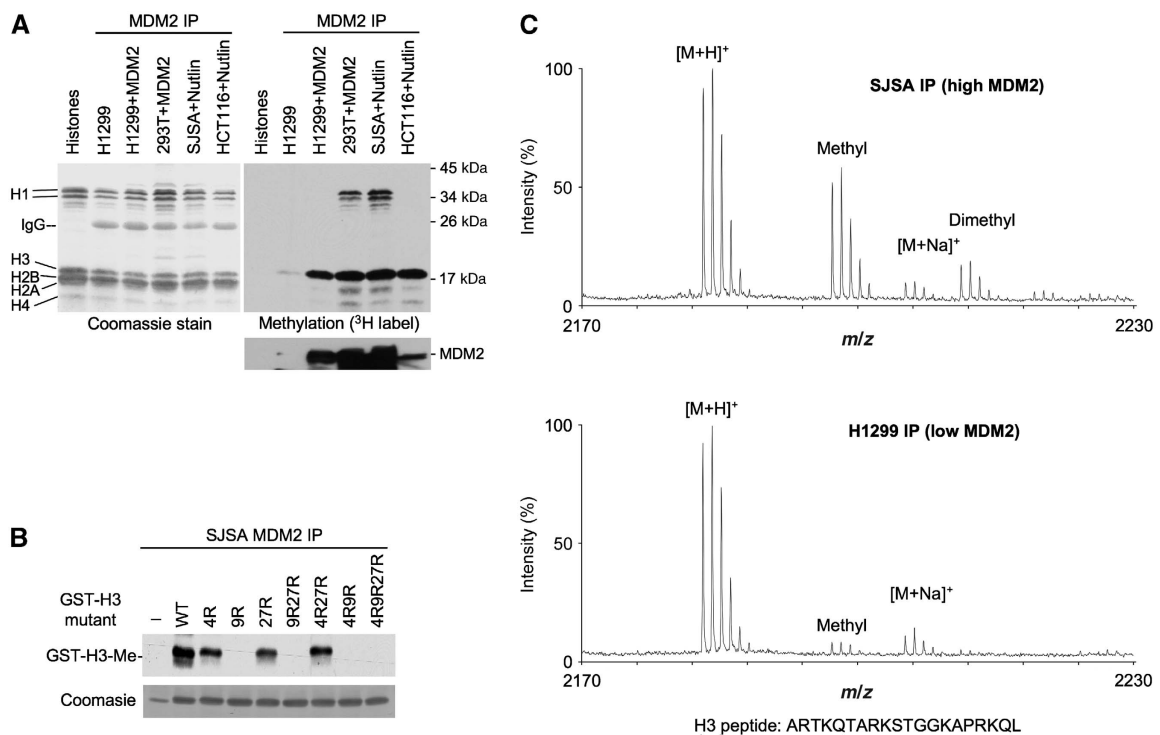 A
MDM2 IP
MDM2 IP
Histones
H1299
H1299+MDM2
293T+MDM2
SJSA+Nutlin
HCT116+Nutlin
Histones
H1299
H1299+MDM2
293T+MDM2
SJSA+Nutlin
HCT116+Nutlin
H1
IgG--
H3
H2B
H2A
H4
45 kDa
34 kDa
26 kDa
17 kDa
Coomassie stain
Methylation (³H label)
MDM2
B
SJSA MDM2 IP
GST-H3
mutant
–
WT
4R
9R
27R
9R27R
4R27R
4R9R
4R9R27R
GST-H3-Me
Coomasie
C
[M+H]⁺
SJSA IP (high MDM2)
Methyl
Dimethyl
[M+Na]⁺
Intensity (%)
100
50
0
2170
2230
m/z
[M+H]⁺
H1299 IP (low MDM2)
[M+Na]⁺
Methyl
Intensity (%)
100
50
0
2170
2230
m/z
H3 peptide: ARTKQTARKSTGGKAPRKQL